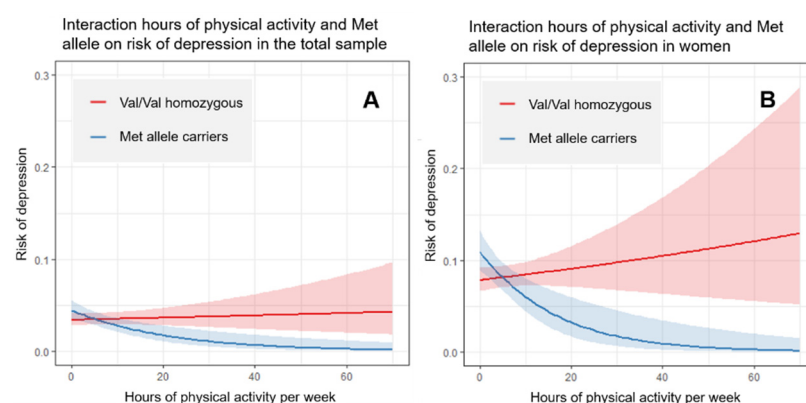 Interaction hours of physical activity and Met
allele on risk of depression in the total sample
0.3
0.2
0.1
0.0
Risk of depression
Val/Val homozygous
Met allele carriers
A
0
20
40
60
Hours of physical activity per week
Interaction hours of physical activity and Met
allele on risk of depression in women
0.3
0.2
0.1
0.0
Risk of depression
Val/Val homozygous
Met allele carriers
B
0
20
40
60
Hours of physical activity per week